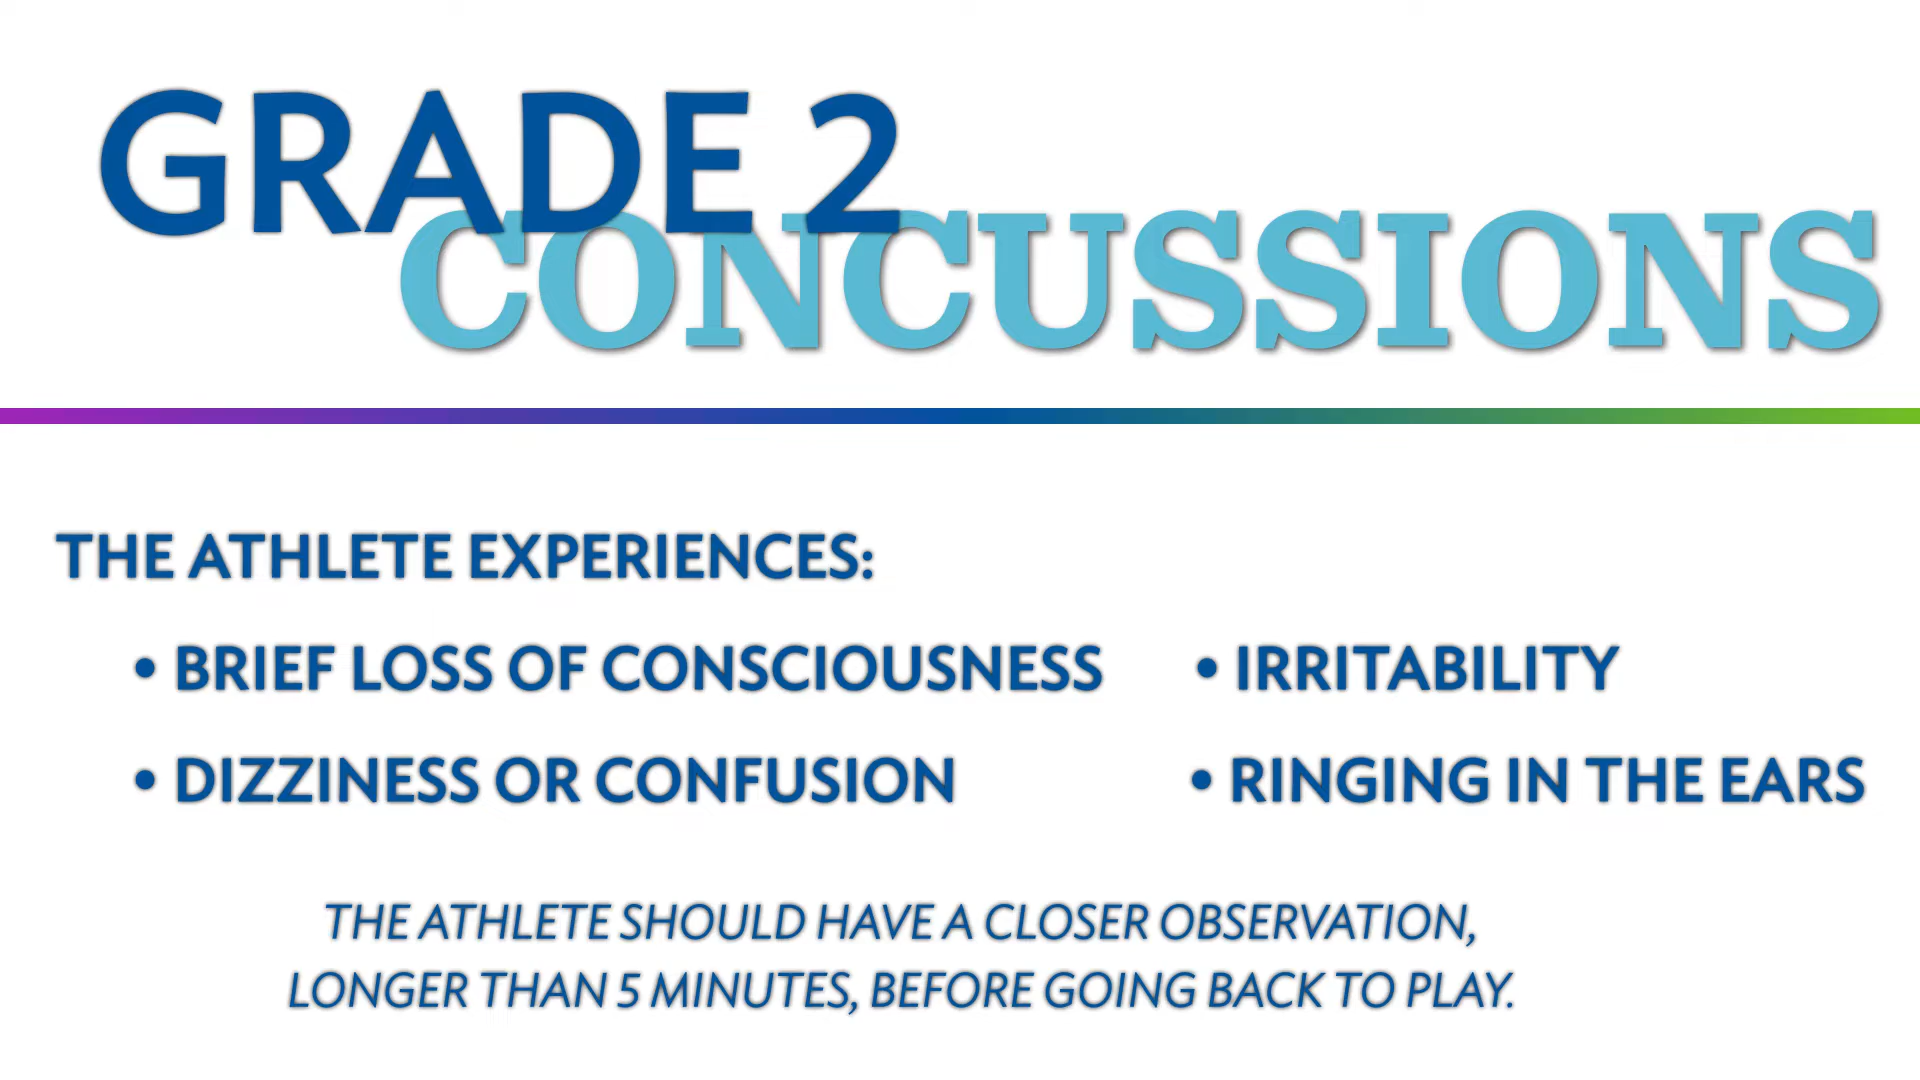 GRADE 2
CONCUSSIONS
THE ATHLETE EXPERIENCES:
• BRIEF LOSS OF CONSCIOUSNESS
• IRRITABILITY
• DIZZINESS OR CONFUSION
• RINGING IN THE EARS
THE ATHLETE SHOULD HAVE A CLOSER OBSERVATION,
LONGER THAN 5 MINUTES, BEFORE GOING BACK TO PLAY.